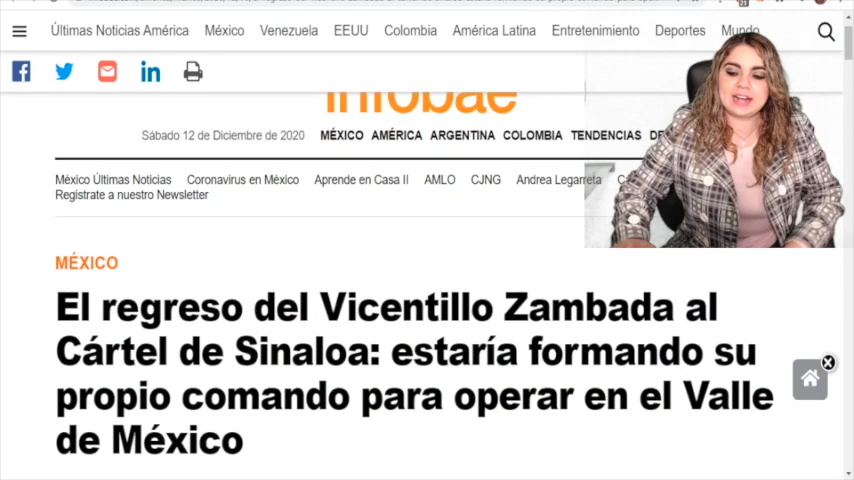 Últimas Noticias América México Venezuela EEUU Colombia América Latina Entretenimiento Deportes Mundo
infobae
Sábado 12 de Diciembre de 2020 MÉXICO AMÉRICA ARGENTINA COLOMBIA TENDENCIAS
México Últimas Noticias Coronavirus en México Aprende en Casa II AMLO CJNG Andrea Legarreta
Registrate a nuestro Newsletter
MÉXICO
El regreso del Vicentillo Zambada al
Cártel de Sinaloa: estaría formando su
propio comando para operar en el Valle
de México